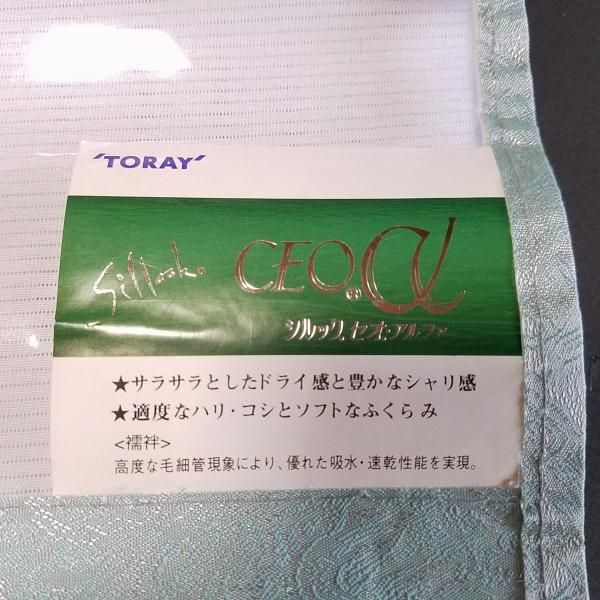 'TORAY'
Sillook CEO®α
シルック セオ・アルファ
★サラサラとしたドライ感と豊かなシャリ感
★適度なハリ・コシとソフトなふくらみ
<襦袢>
高度な毛細管現象により、優れた吸水・速乾性能を実現。